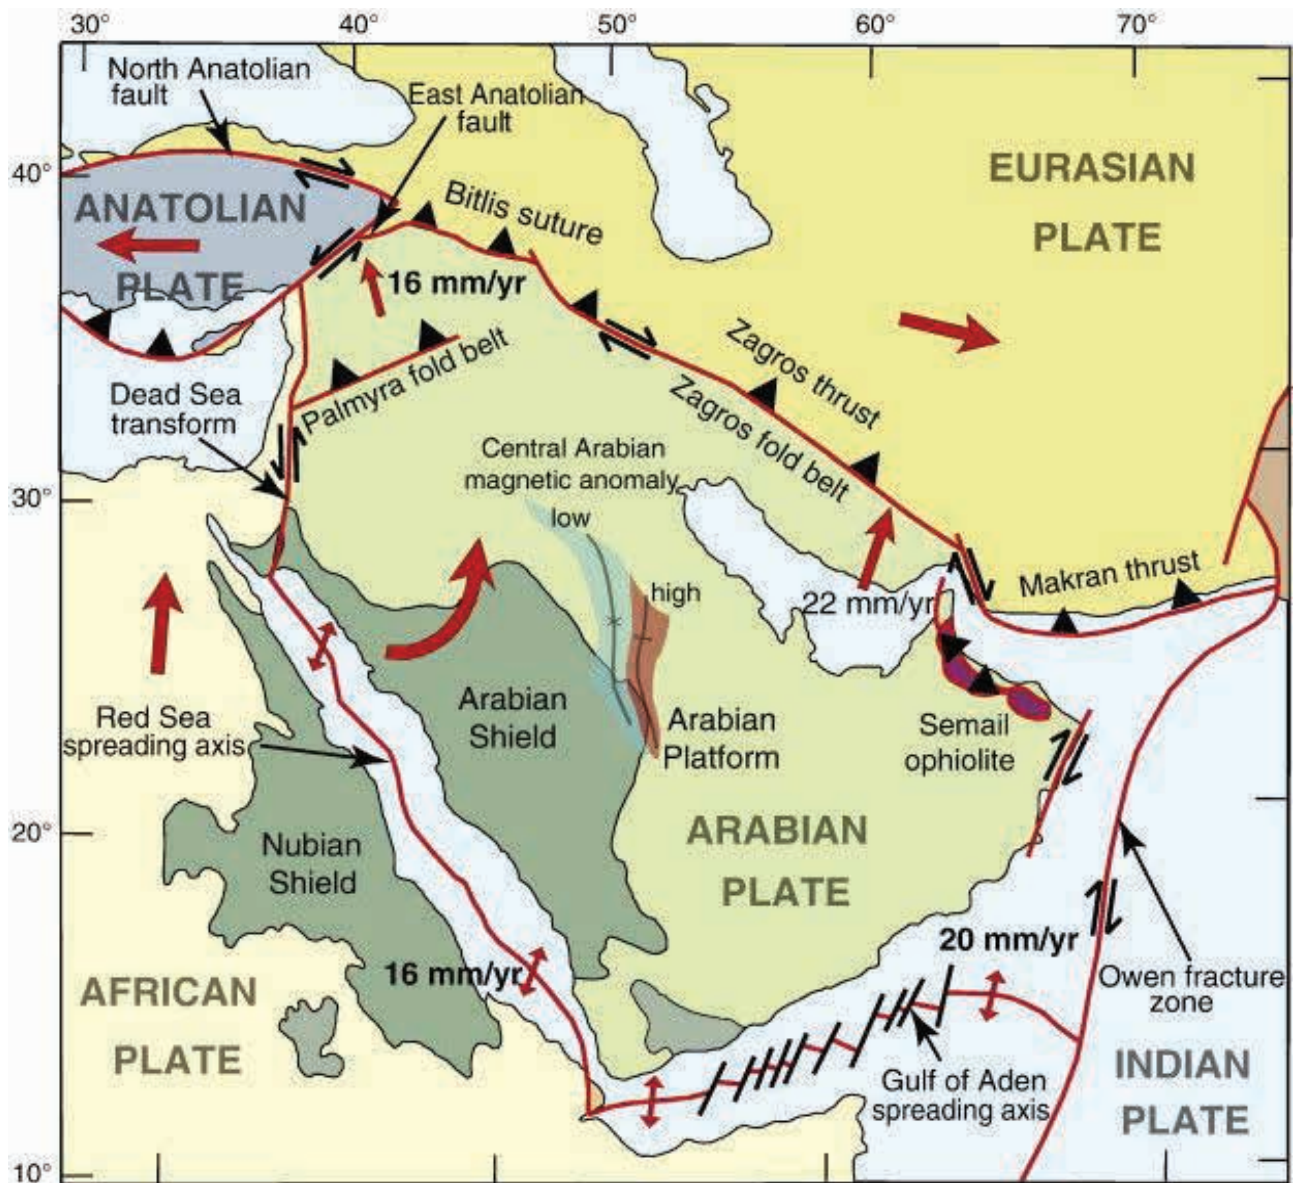 30°
40°
50°
60°
70°
North Anatolian
fault
East Anatolian
fault
40°
EURASIAN
PLATE
ANATOLIAN
PLATE
Bitlis suture
16 mm/yr
Zagros thrust
Zagros fold belt
Palmyra fold belt
Dead Sea
transform
Central Arabian
magnetic anomaly
low
high
30°
Makran thrust
22 mm/yr
Red Sea
spreading axis
Arabian
Shield
Arabian
Platform
Semail
ophiolite
20°
Nubian
Shield
ARABIAN
PLATE
16 mm/yr
20 mm/yr
Owen fracture
zone
AFRICAN
PLATE
Gulf of Aden
spreading axis
INDIAN
PLATE
10°